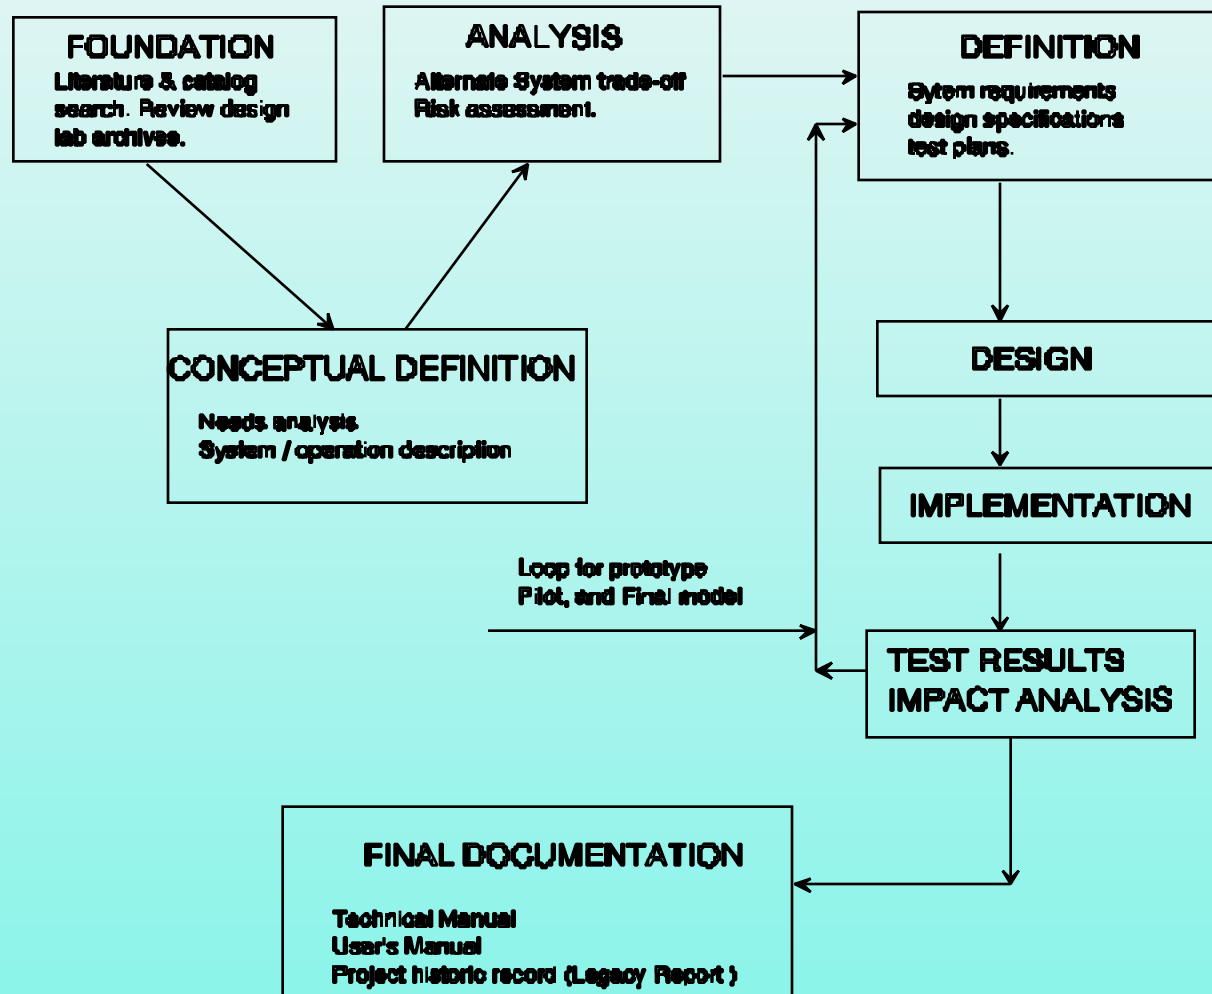 FOUNDATION
Literature & catalog
search. Review design
lab archives.
ANALYSIS
Alternate System trade-off
Risk assessment.
DEFINITION
Sytem requirements
design specifications
test plans.
CONCEPTUAL DEFINITION
Needs analysis
System / operation description
DESIGN
IMPLEMENTATION
Loop for prototype
Pilot, and Final model
TEST RESULTS
IMPACT ANALYSIS
FINAL DOCUMENTATION
Technical Manual
User's Manual
Project historic record (Legacy Report )